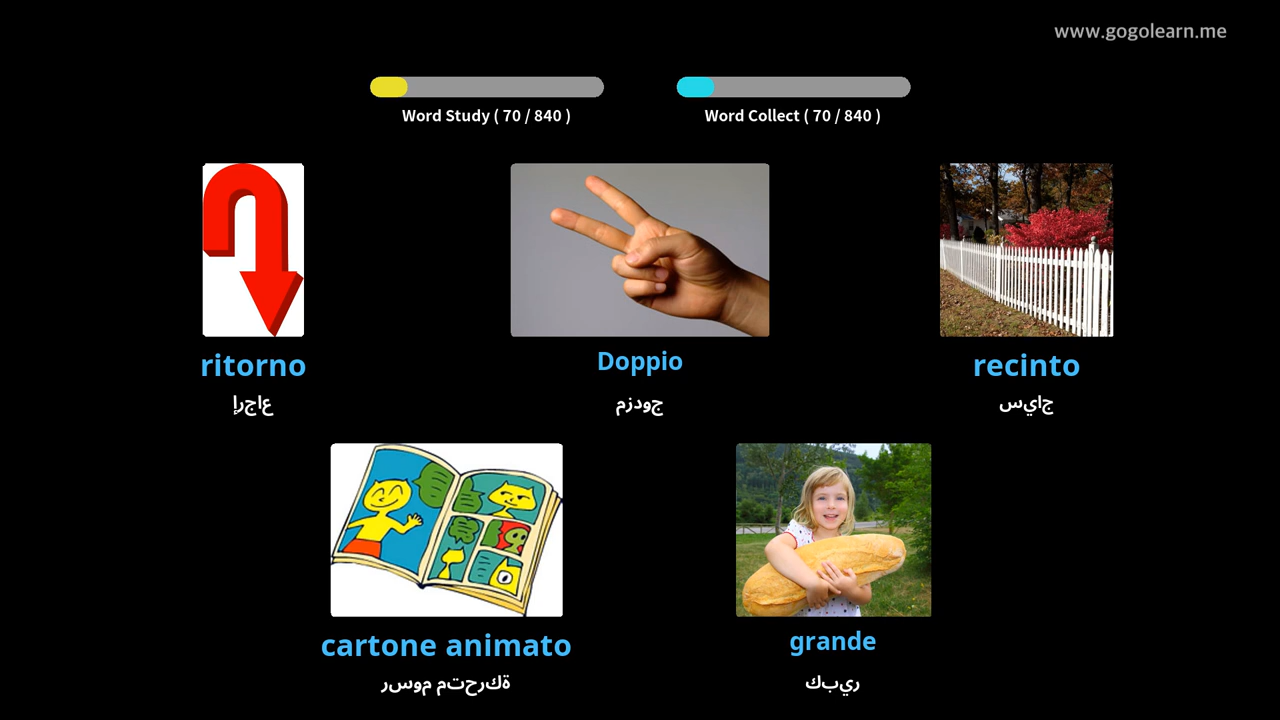 www.gogolearn.me
Word Study ( 70 / 840 )
Word Collect ( 70 / 840 )
ritorno
إرجاع
Doppio
مزدوج
recinto
سياج
cartone animato
رسوم متحركة
grande
كبير